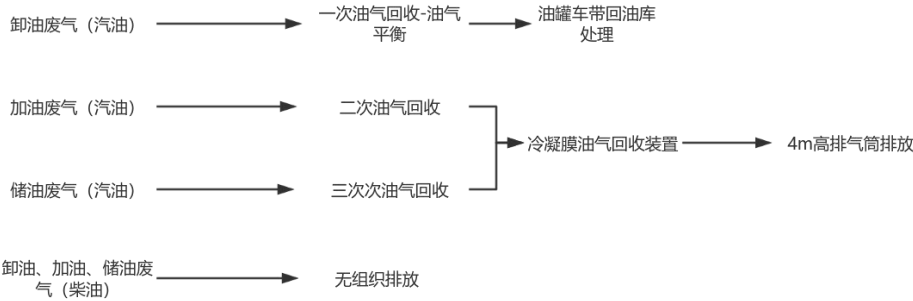 卸油废气（汽油）
一次油气回收-油气
平衡
油罐车带回油库
处理
加油废气（汽油）
二次油气回收
储油废气（汽油）
三次次油气回收
冷凝膜油气回收装置
4m高排气筒排放
卸油、加油、储油废
气（柴油）
无组织排放